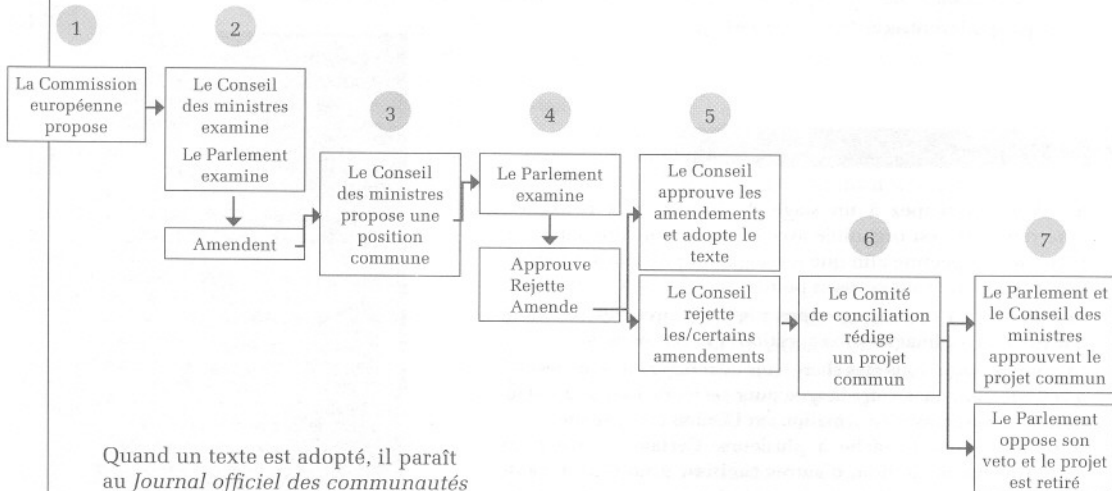 1
La Commission
européenne
propose
2
Le Conseil
des ministres
examine
Le Parlement
examine
Amendent
3
Le Conseil
des ministres
propose une
position
commune
4
Le Parlement
examine
Approuve
Rejette
Amende
5
Le Conseil
approuve les
amendements
et adopte le
texte
Le Conseil
rejette
les/certains
amendements
6
Le Comité
de conciliation
rédige
un projet
commun
7
Le Parlement et
le Conseil des
ministres
approuvent le
projet commun
Le Parlement
oppose son
veto et le projet
est retiré
Quand un texte est adopté, il paraît
au Journal officiel des communautés